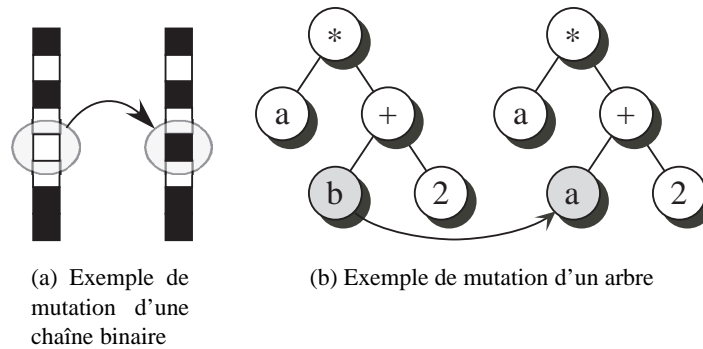 * *
a + a +
b 2 a 2
(a) Exemple de
mutation d'une
chaîne binaire
(b) Exemple de mutation d'un arbre